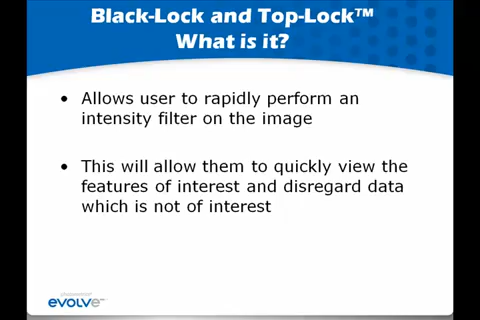 Black-Lock and Top-Lock™
What is it?
• Allows user to rapidly perform an
intensity filter on the image
• This will allow them to quickly view the
features of interest and disregard data
which is not of interest
evolve